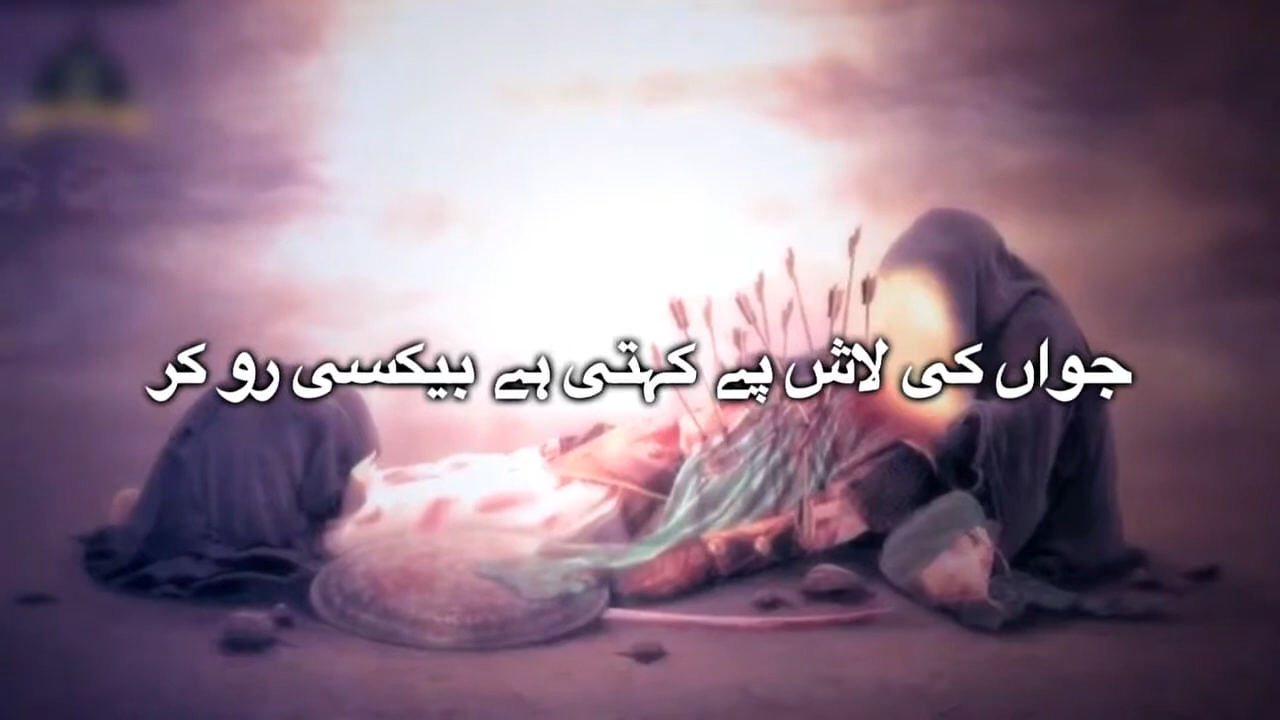 جواں کی لاش پے کہتی ہے بیکسی رو کر